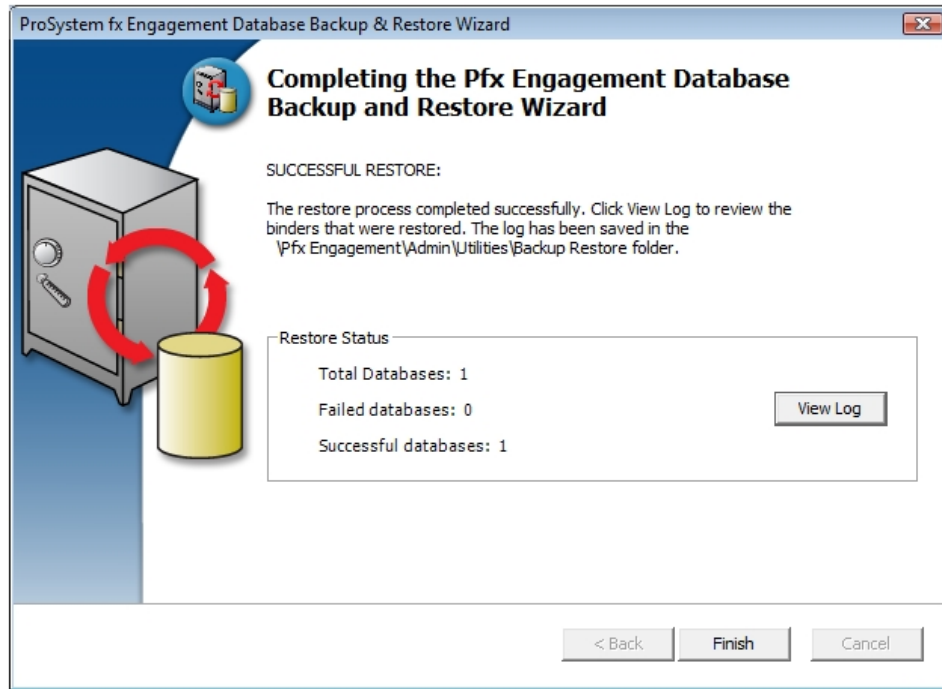 ProSystem fx Engagement Database Backup & Restore Wizard
Completing the Pfx Engagement Database
Backup and Restore Wizard
SUCCESSFUL RESTORE:
The restore process completed successfully. Click View Log to review the
binders that were restored. The log has been saved in the
\Pfx Engagement\Admin\Utilities\Backup Restore folder.
Restore Status
Total Databases: 1
Failed databases: 0
View Log
Successful databases: 1
< Back
Finish
Cancel